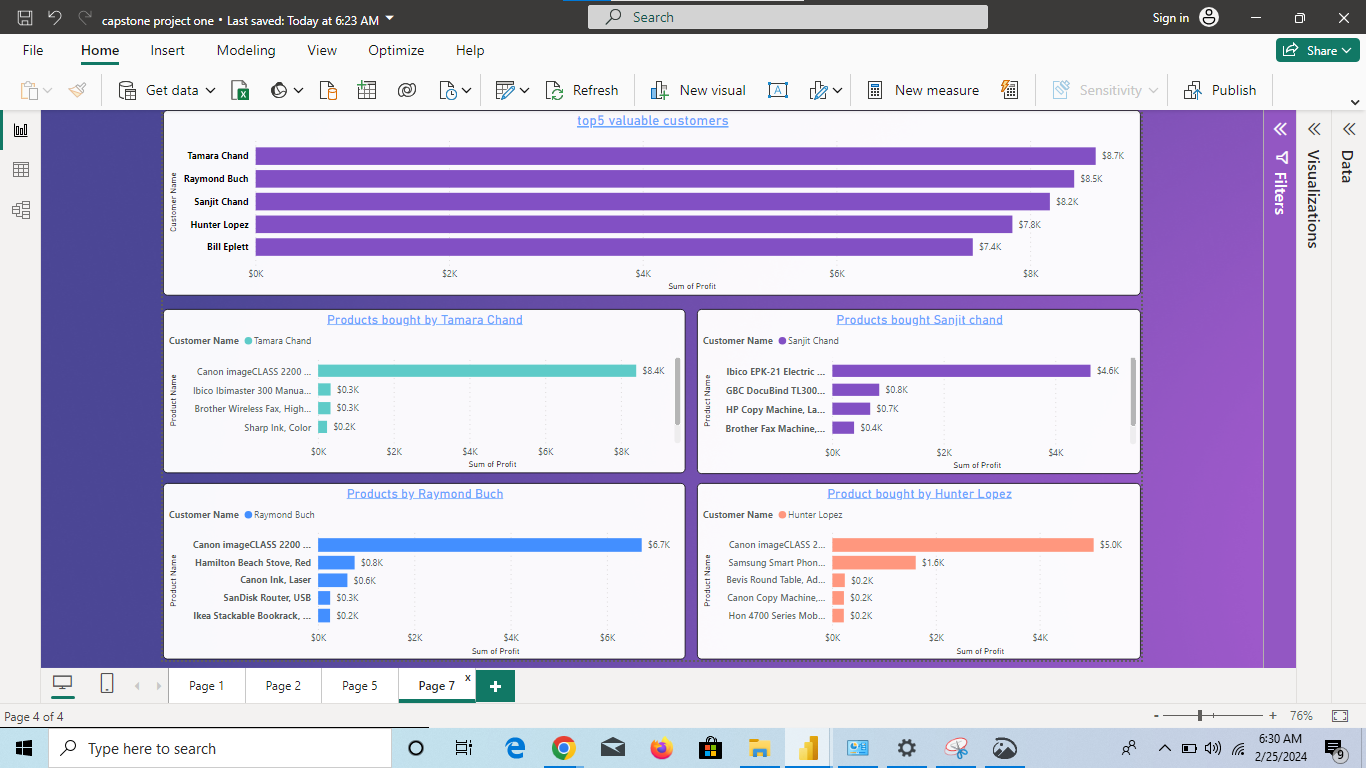 capstone project one • Last saved: Today at 6:23 AM
Search
Sign in
File Home Insert Modeling View Optimize Help
Share
Get data
Refresh
New visual
New measure
Sensitivity
Publish
top5 valuable customers
Customer Name
Tamara Chand $8.7K
Raymond Buch $8.5K
Sanjit Chand $8.2K
Hunter Lopez $7.8K
Bill Eplett $7.4K
$0K $2K $4K $6K $8K
Sum of Profit
Products bought by Tamara Chand
Customer Name Tamara Chand
Product Name
Canon imageCLASS 2200 ... $8.4K
Ibico Ibimaster 300 Manua... $0.3K
Brother Wireless Fax, High... $0.3K
Sharp Ink, Color $0.2K
$0K $2K $4K $6K $8K
Sum of Profit
Products bought Sanjit chand
Customer Name Sanjit Chand
Product Name
Ibico EPK-21 Electric ... $4.6K
GBC DocuBind TL300... $0.8K
HP Copy Machine, La... $0.7K
Brother Fax Machine,... $0.4K
$0K $2K $4K
Sum of Profit
Products by Raymond Buch
Customer Name Raymond Buch
Product Name
Canon imageCLASS 2200 ... $6.7K
Hamilton Beach Stove, Red $0.8K
Canon Ink, Laser $0.6K
SanDisk Router, USB $0.3K
Ikea Stackable Bookrack, ... $0.2K
$0K $2K $4K $6K
Sum of Profit
Product bought by Hunter Lopez
Customer Name Hunter Lopez
Product Name
Canon imageCLASS 2... $5.0K
Samsung Smart Phon... $1.6K
Bevis Round Table, Ad... $0.2K
Canon Copy Machine,... $0.2K
Hon 4700 Series Mob... $0.2K
$0K $2K $4K
Sum of Profit
Filters
Visualizations
Data
Page 1 Page 2 Page 5 Page 7 x +
Page 4 of 4
- + 76%
Type here to search
6:30 AM
2/25/2024
9